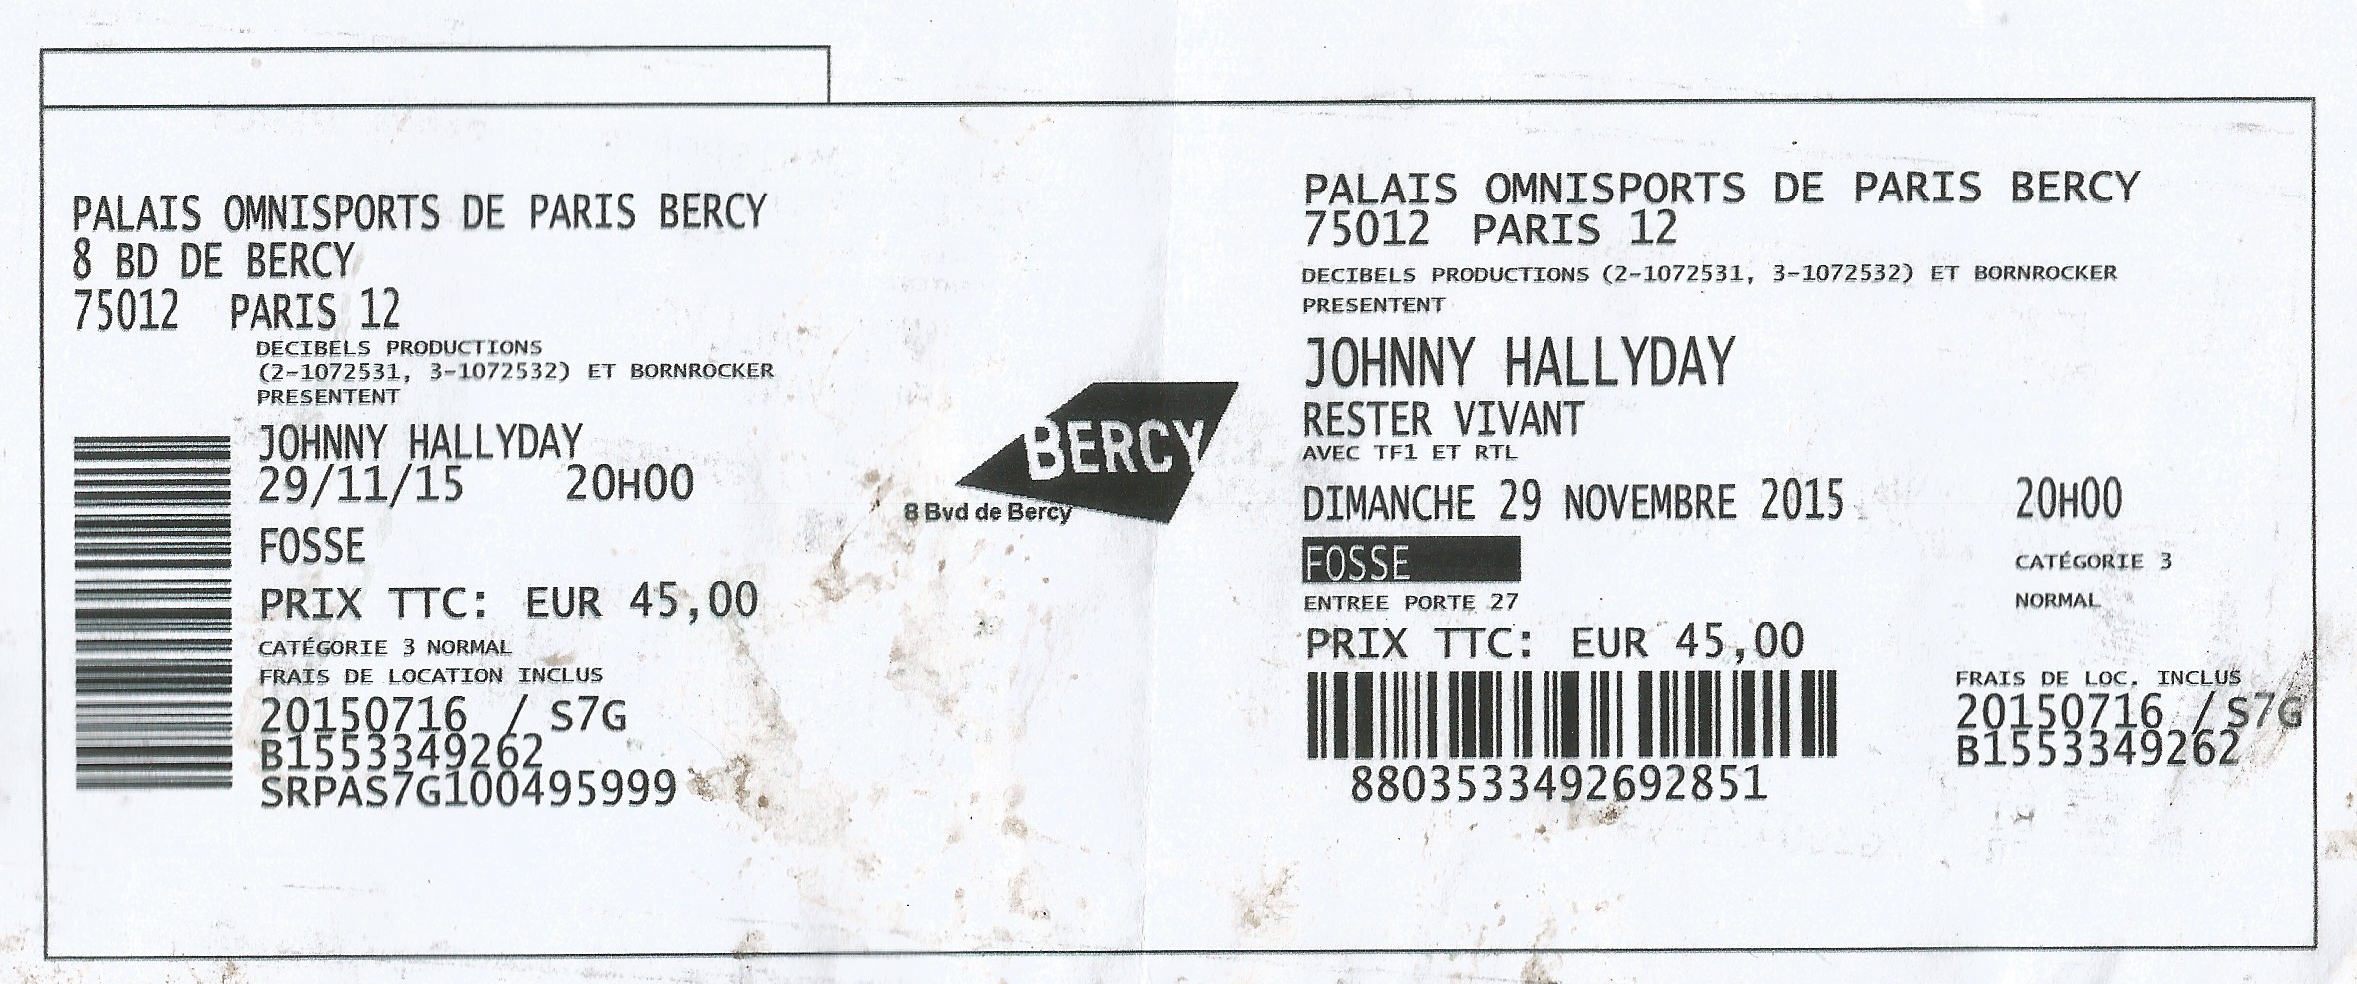 PALAIS OMNISPORTS DE PARIS BERCY
8 BD DE BERCY
75012 PARIS 12
DECIBELS PRODUCTIONS
(2-1072531, 3-1072532) ET BORNROCKER
PRESENTENT
JOHNNY HALLYDAY
29/11/15 20H00
FOSSE
PRIX TTC: EUR 45,00
CATÉGORIE 3 NORMAL
FRAIS DE LOCATION INCLUS
20150716 / S7G
B1553349262
SRPAS7G100495999
BERCY
8 Bvd de Bercy
PALAIS OMNISPORTS DE PARIS BERCY
75012 PARIS 12
DECIBELS PRODUCTIONS (2-1072531, 3-1072532) ET BORNROCKER
PRESENTENT
JOHNNY HALLYDAY
RESTER VIVANT
AVEC TF1 ET RTL
DIMANCHE 29 NOVEMBRE 2015 20H00
FOSSE CATÉGORIE 3
ENTREE PORTE 27 NORMAL
PRIX TTC: EUR 45,00
FRAIS DE LOC. INCLUS
20150716 / S7G
B1553349262
8803533492692851